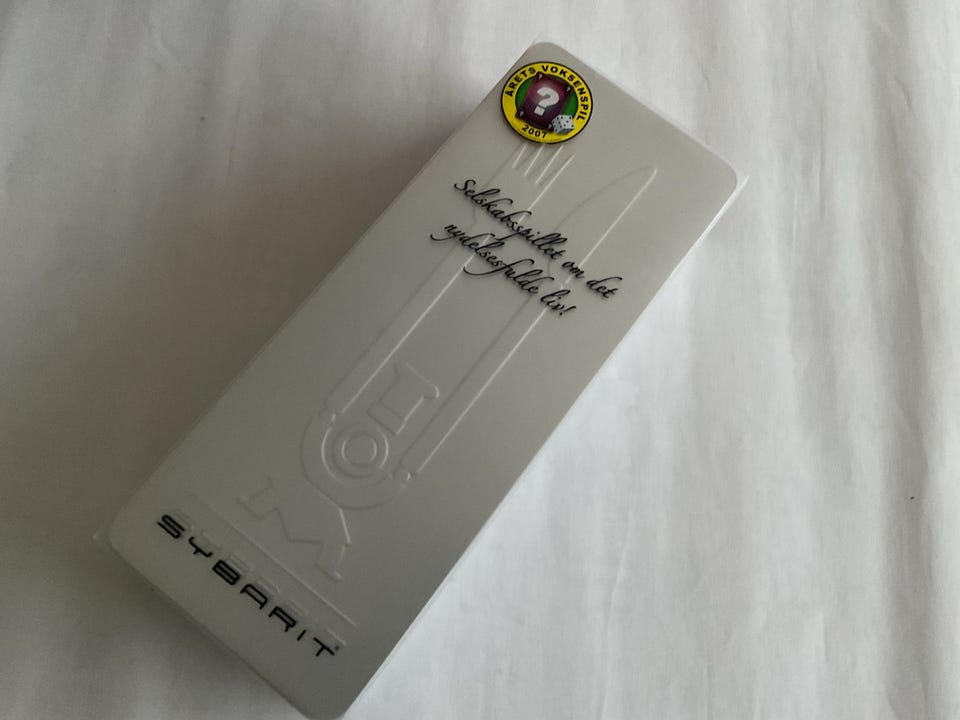 ÅRETS VOKSENSPIL
?
2007
Selskabsspillet om det
nydelsesfulde liv!
SYBARIT